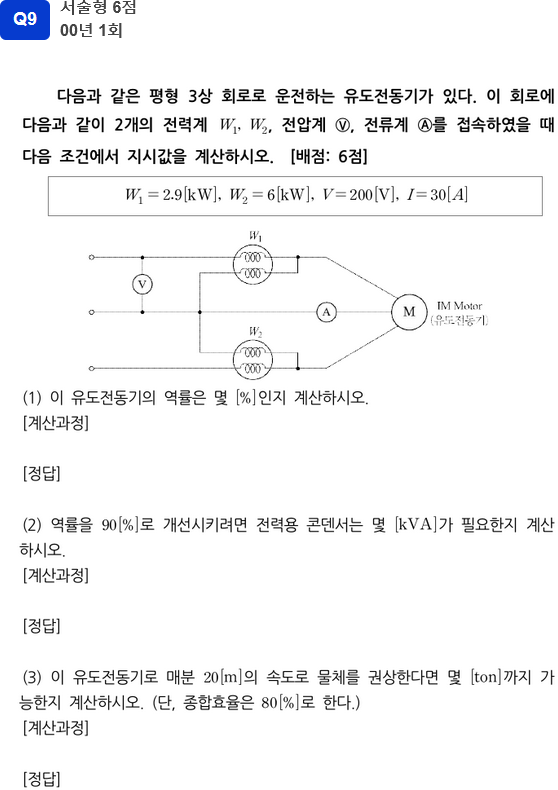 Q9
서술형 6점
00년 1회
다음과 같은 평형 3상 회로로 운전하는 유도전동기가 있다. 이 회로에
다음과 같이 2개의 전력계 W₁, W₂, 전압계 Ⓥ, 전류계 Ⓐ를 접속하였을 때
다음 조건에서 지시값을 계산하시오. [배점: 6점]
W₁ = 2.9[kW], W₂ = 6[kW], V = 200[V], I = 30[A]
W₁
V
A
M
IM Motor
(유도전동기)
W₂
(1) 이 유도전동기의 역률은 몇 [%]인지 계산하시오.
[계산과정]
[정답]
(2) 역률을 90[%]로 개선시키려면 전력용 콘덴서는 몇 [kVA]가 필요한지 계산
하시오.
[계산과정]
[정답]
(3) 이 유도전동기로 매분 20[m]의 속도로 물체를 권상한다면 몇 [ton]까지 가
능한지 계산하시오. (단, 종합효율은 80[%]로 한다.)
[계산과정]
[정답]